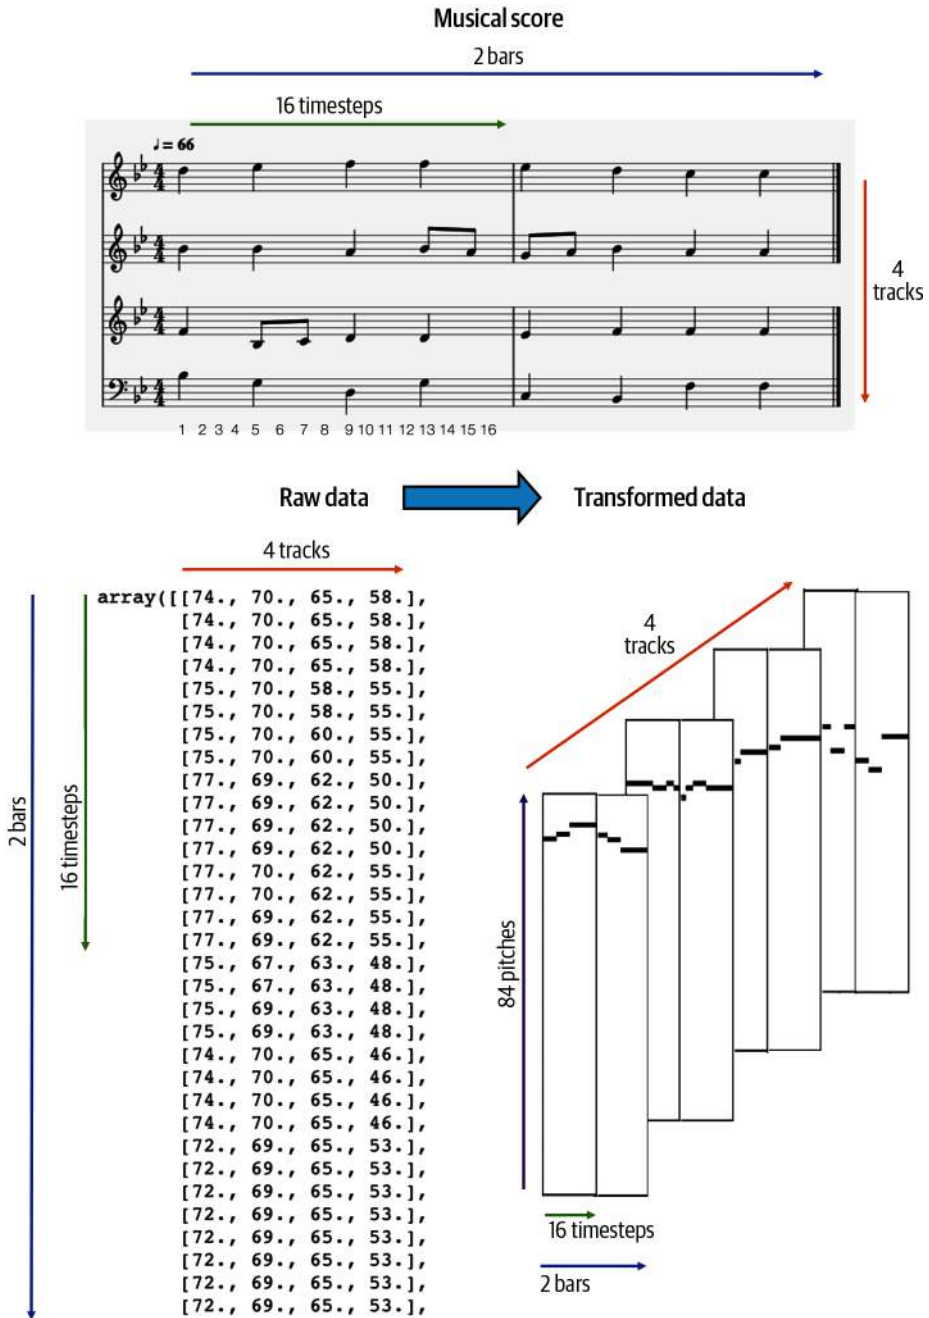 Musical score
2 bars
16 timesteps
♩= 66
4
tracks
1 2 3 4 5 6 7 8 9 10 11 12 13 14 15 16
Raw data
Transformed data
4 tracks
2 bars
16 timesteps
array([[74., 70., 65., 58.],
[74., 70., 65., 58.],
[74., 70., 65., 58.],
[74., 70., 65., 58.],
[75., 70., 58., 55.],
[75., 70., 58., 55.],
[75., 70., 60., 55.],
[75., 70., 60., 55.],
[77., 69., 62., 50.],
[77., 69., 62., 50.],
[77., 69., 62., 50.],
[77., 69., 62., 50.],
[77., 70., 62., 55.],
[77., 70., 62., 55.],
[77., 69., 62., 55.],
[77., 69., 62., 55.],
[75., 67., 63., 48.],
[75., 67., 63., 48.],
[75., 69., 63., 48.],
[75., 69., 63., 48.],
[74., 70., 65., 46.],
[74., 70., 65., 46.],
[74., 70., 65., 46.],
[74., 70., 65., 46.],
[72., 69., 65., 53.],
[72., 69., 65., 53.],
[72., 69., 65., 53.],
[72., 69., 65., 53.],
[72., 69., 65., 53.],
[72., 69., 65., 53.],
[72., 69., 65., 53.],
[72., 69., 65., 53.],
4
tracks
84 pitches
16 timesteps
2 bars